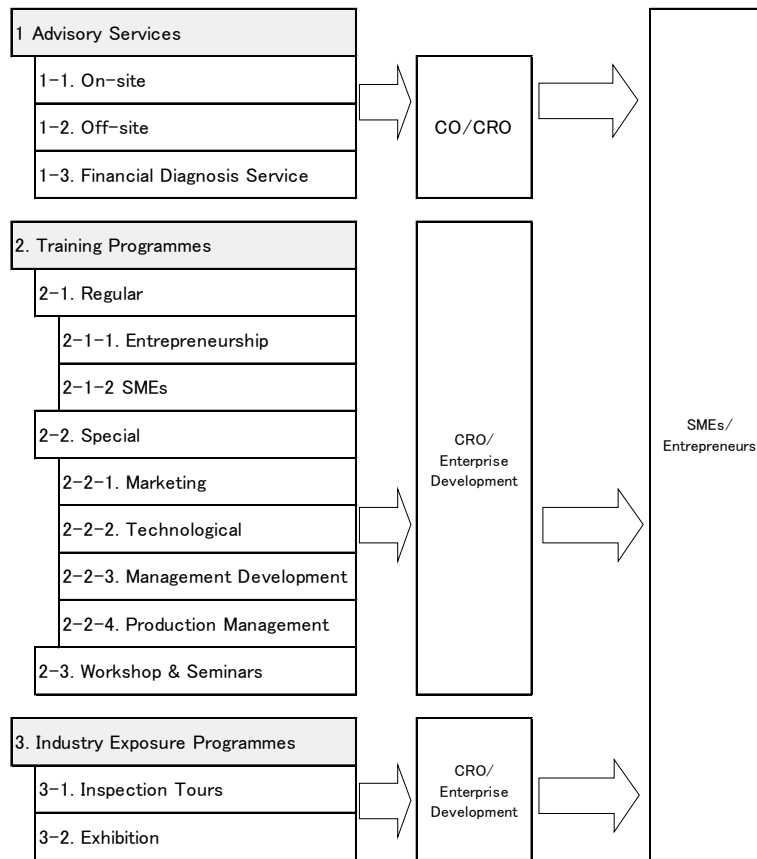 1 Advisory Services
1-1. On-site
1-2. Off-site
1-3. Financial Diagnosis Service
CO/CRO
2. Training Programmes
2-1. Regular
2-1-1. Entrepreneurship
2-1-2 SMEs
2-2. Special
2-2-1. Marketing
2-2-2. Technological
2-2-3. Management Development
2-2-4. Production Management
2-3. Workshop & Seminars
CRO/
Enterprise
Development
3. Industry Exposure Programmes
3-1. Inspection Tours
3-2. Exhibition
CRO/
Enterprise
Development
SMEs/
Entrepreneurs